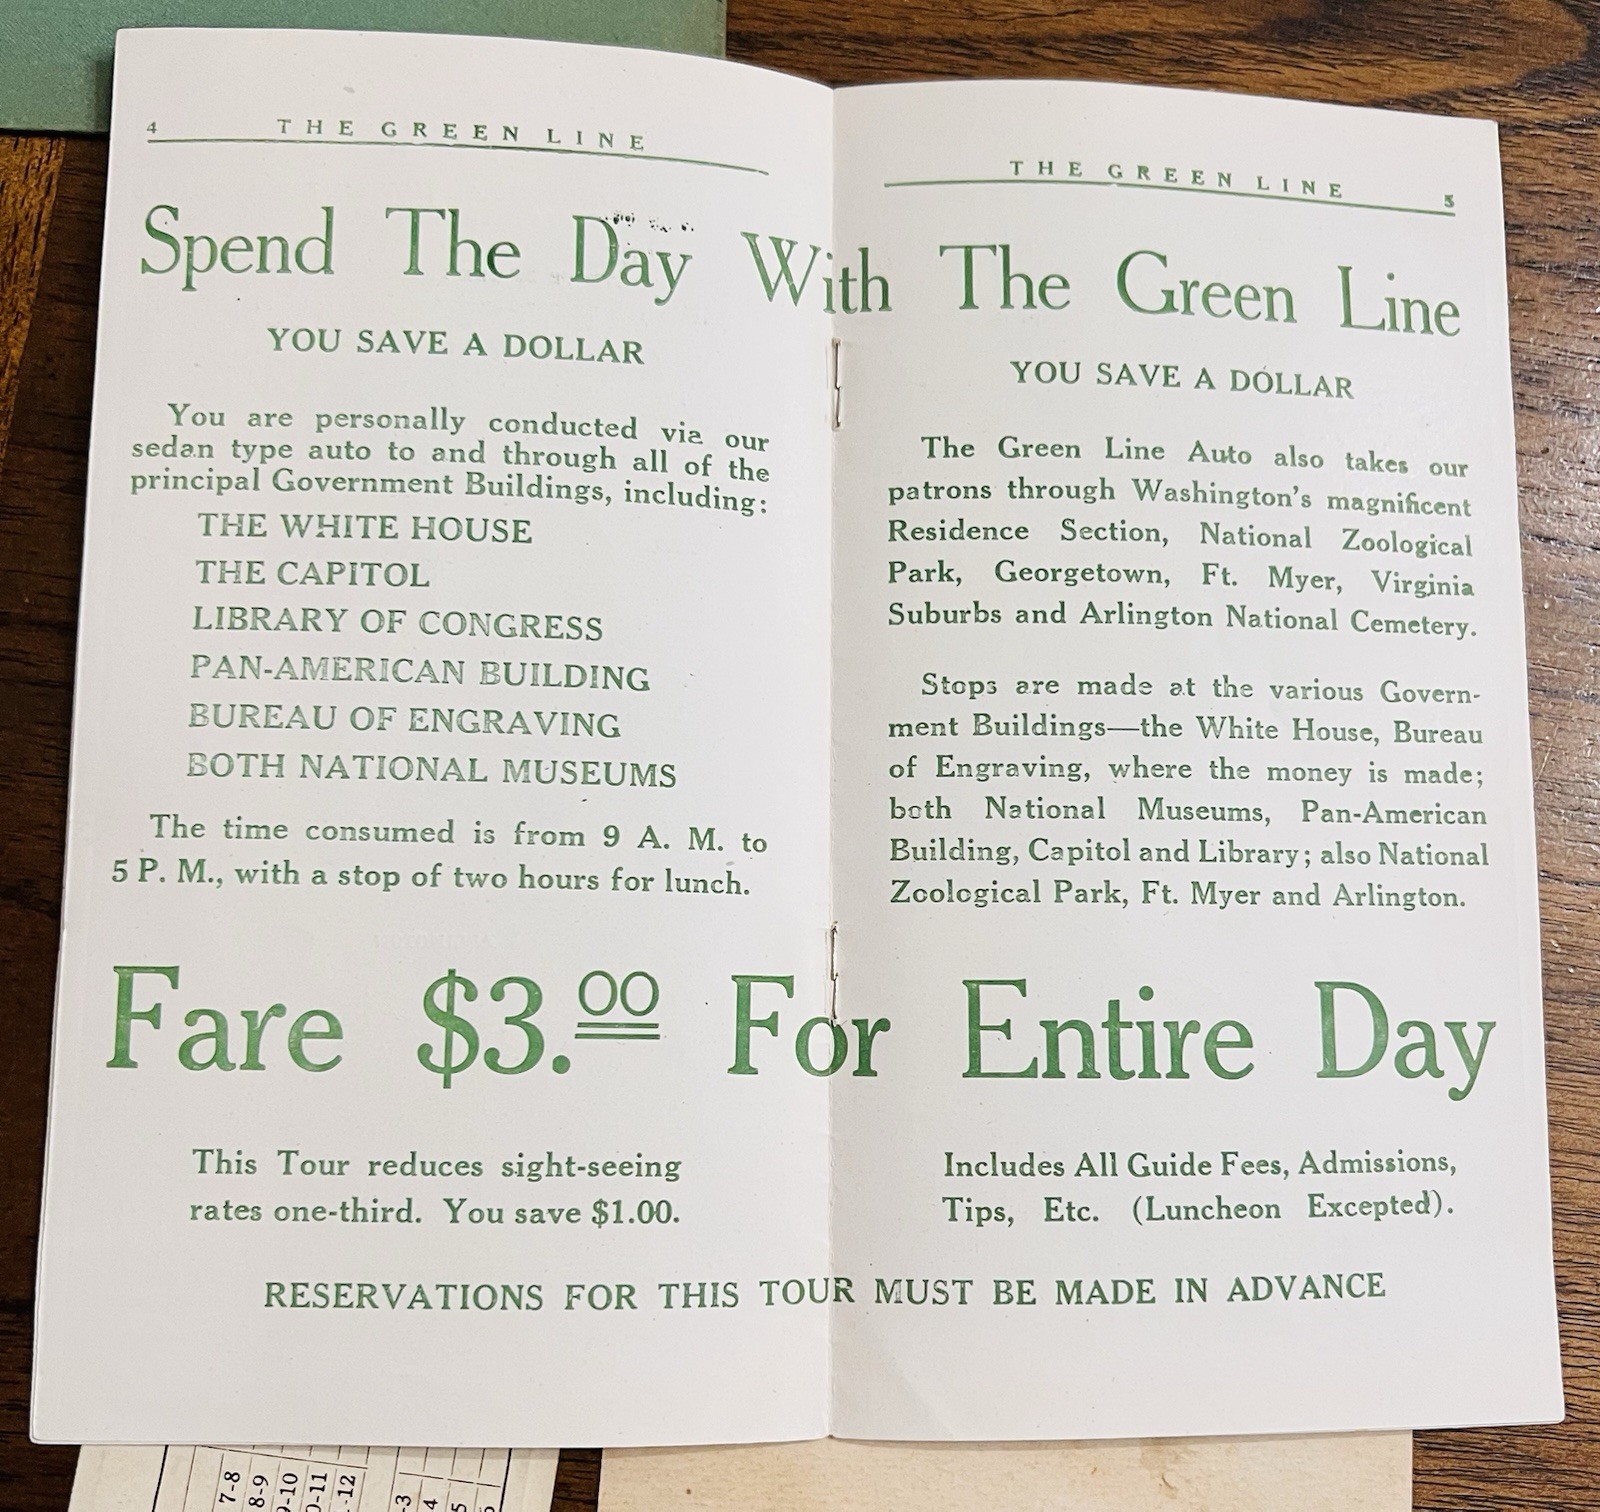 4 THE GREEN LINE
THE GREEN LINE 5
Spend The Day With The Green Line
YOU SAVE A DOLLAR
You are personally conducted via our
sedan type auto to and through all of the
principal Government Buildings, including:
THE WHITE HOUSE
THE CAPITOL
LIBRARY OF CONGRESS
PAN-AMERICAN BUILDING
BUREAU OF ENGRAVING
BOTH NATIONAL MUSEUMS
The time consumed is from 9 A. M. to
5 P. M., with a stop of two hours for lunch.
YOU SAVE A DOLLAR
The Green Line Auto also takes our
patrons through Washington's magnificent
Residence Section, National Zoological
Park, Georgetown, Ft. Myer, Virginia
Suburbs and Arlington National Cemetery.
Stops are made at the various Govern-
ment Buildings—the White House, Bureau
of Engraving, where the money is made;
both National Museums, Pan-American
Building, Capitol and Library; also National
Zoological Park, Ft. Myer and Arlington.
Fare $3.00 For Entire Day
This Tour reduces sight-seeing
rates one-third. You save $1.00.
Includes All Guide Fees, Admissions,
Tips, Etc. (Luncheon Excepted).
RESERVATIONS FOR THIS TOUR MUST BE MADE IN ADVANCE
7-8
8-9